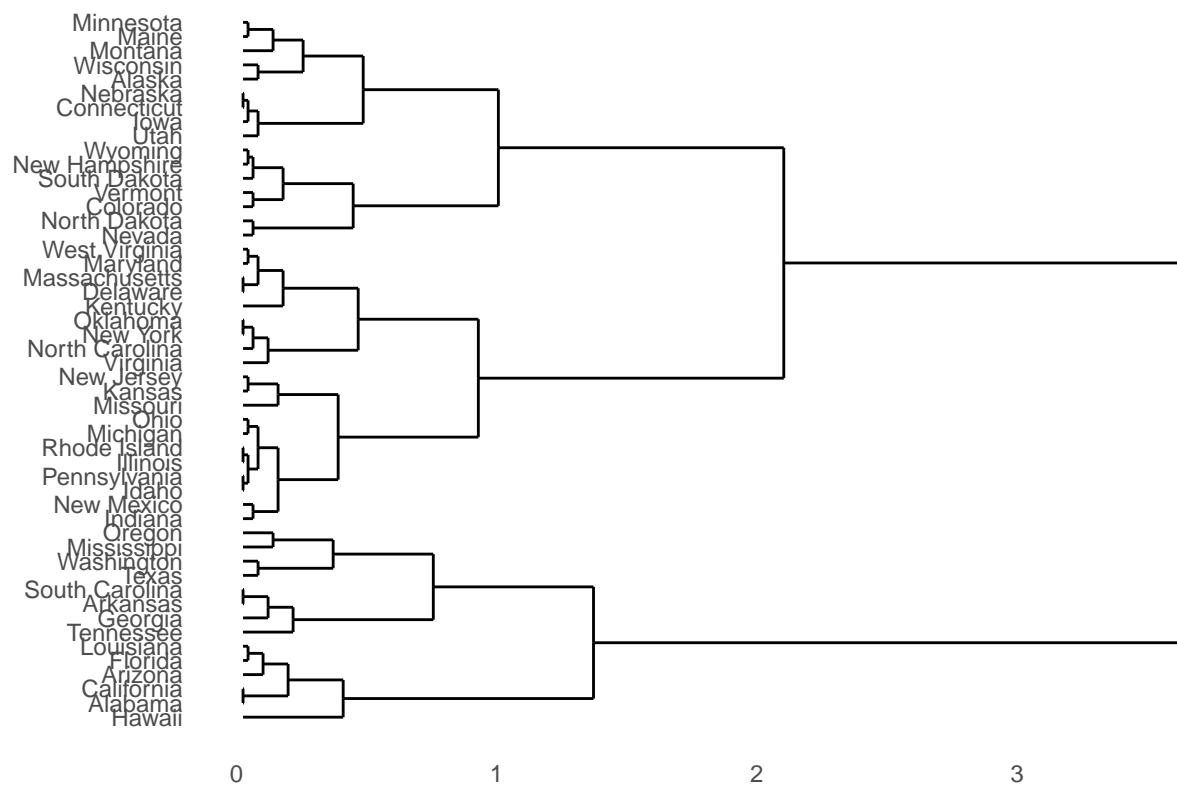 Minnesota
Maine
Montana
Wisconsin
Alaska
Nebraska
Connecticut
Iowa
Utah
Wyoming
New Hampshire
South Dakota
Vermont
Colorado
North Dakota
Nevada
West Virginia
Maryland
Massachusetts
Delaware
Kentucky
Oklahoma
New York
North Carolina
Virginia
New Jersey
Kansas
Missouri
Ohio
Michigan
Rhode Island
Illinois
Pennsylvania
Idaho
New Mexico
Indiana
Oregon
Mississippi
Washington
Texas
South Carolina
Arkansas
Georgia
Tennessee
Louisiana
Florida
Arizona
California
Alabama
Hawaii
0 1 2 3